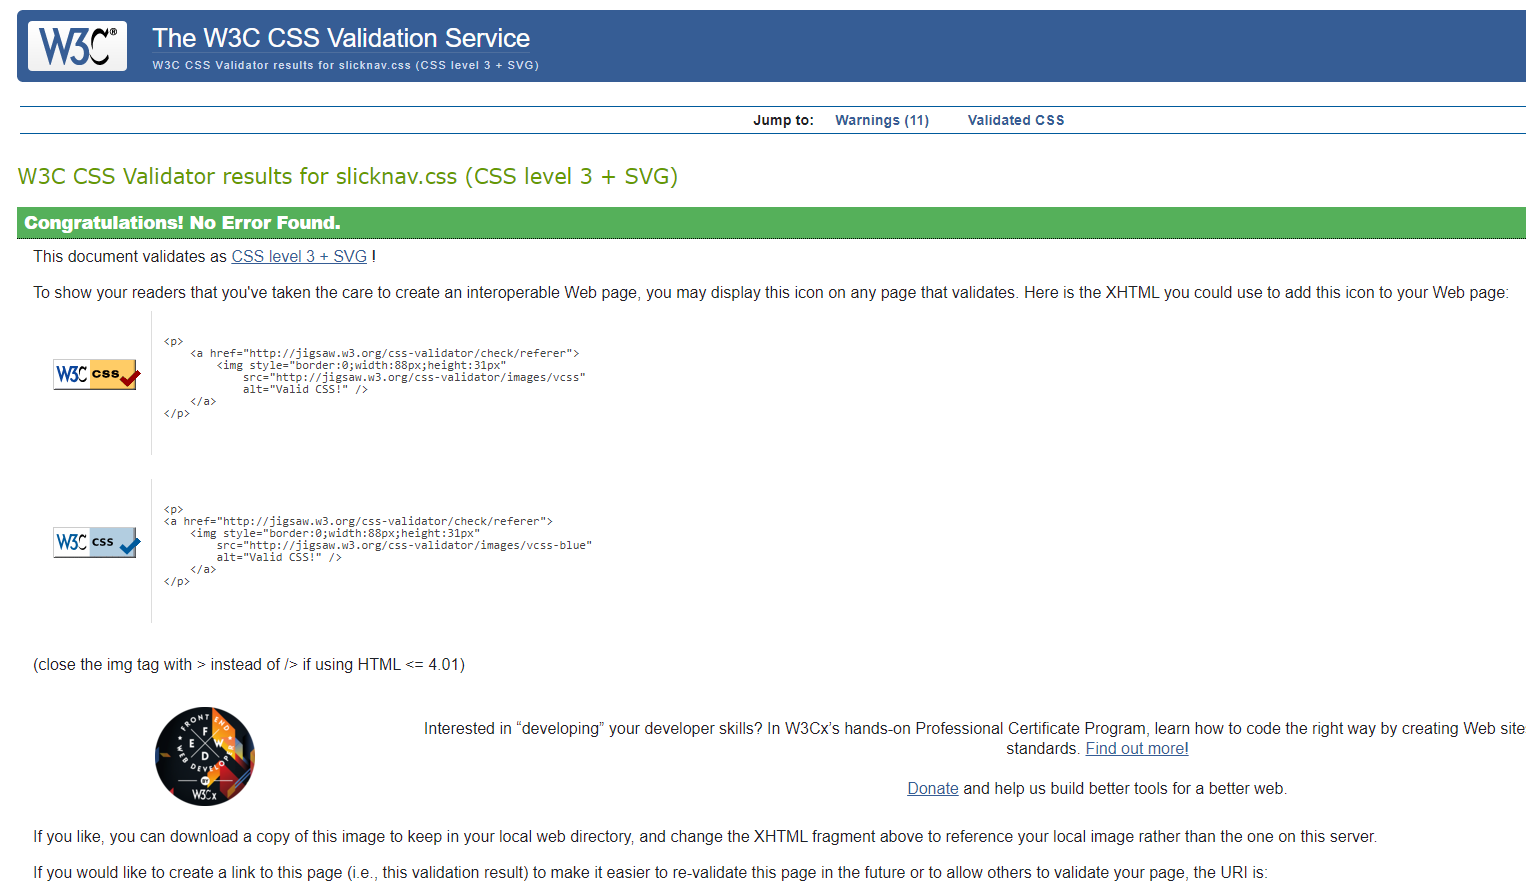 W3C®
The W3C CSS Validation Service
W3C CSS Validator results for slicknav.css (CSS level 3 + SVG)
Jump to: Warnings (11) Validated CSS
W3C CSS Validator results for slicknav.css (CSS level 3 + SVG)
Congratulations! No Error Found.
This document validates as CSS level 3 + SVG !
To show your readers that you've taken the care to create an interoperable Web page, you may display this icon on any page that validates. Here is the XHTML you could use to add this icon to your Web page:
W3C css
<p>
<a href="http://jigsaw.w3.org/css-validator/check/referer">
<img style="border:0;width:88px;height:31px"
src="http://jigsaw.w3.org/css-validator/images/vcss"
alt="Valid CSS!" />
</a>
</p>
W3C css
<p>
<a href="http://jigsaw.w3.org/css-validator/check/referer">
<img style="border:0;width:88px;height:31px"
src="http://jigsaw.w3.org/css-validator/images/vcss-blue"
alt="Valid CSS!" />
</a>
</p>
(close the img tag with > instead of /> if using HTML <= 4.01)
FRONT END
F
E W
D
WEB DEVELOPER
BY
W3Cx
Interested in “developing” your developer skills? In W3Cx’s hands-on Professional Certificate Program, learn how to code the right way by creating Web site
standards. Find out more!
Donate and help us build better tools for a better web.
If you like, you can download a copy of this image to keep in your local web directory, and change the XHTML fragment above to reference your local image rather than the one on this server.
If you would like to create a link to this page (i.e., this validation result) to make it easier to re-validate this page in the future or to allow others to validate your page, the URI is: